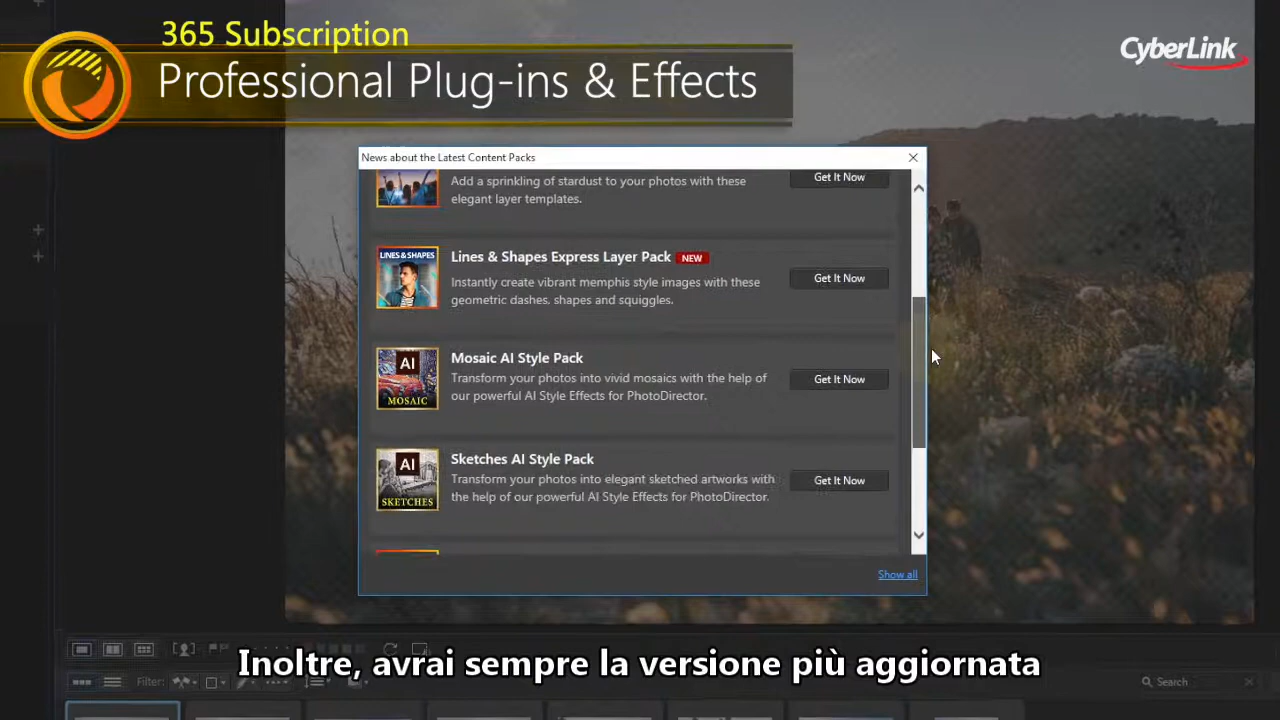 365 Subscription
Professional Plug-ins & Effects
CyberLink
News about the Latest Content Packs
Add a sprinkling of stardust to your photos with these
elegant layer templates.
Get It Now
LINES & SHAPES
Lines & Shapes Express Layer Pack NEW
Instantly create vibrant memphis style images with these
geometric dashes, shapes and squiggles.
Get It Now
AI
MOSAIC
Mosaic AI Style Pack
Transform your photos into vivid mosaics with the help of
our powerful AI Style Effects for PhotoDirector.
Get It Now
AI
SKETCHES
Sketches AI Style Pack
Transform your photos into elegant sketched artworks with
the help of our powerful AI Style Effects for PhotoDirector.
Get It Now
Show all
Inoltre, avrai sempre la versione più aggiornata
Filter:
Search